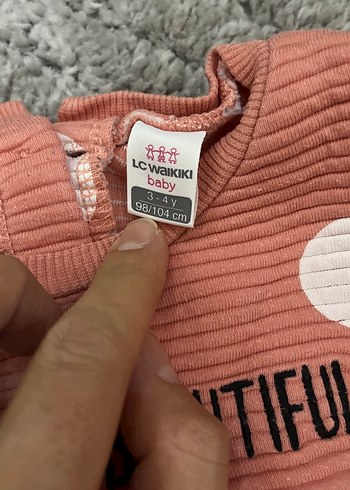 LC WAIKIKI
baby
3 - 4 y
98/104 cm
UTIFUL